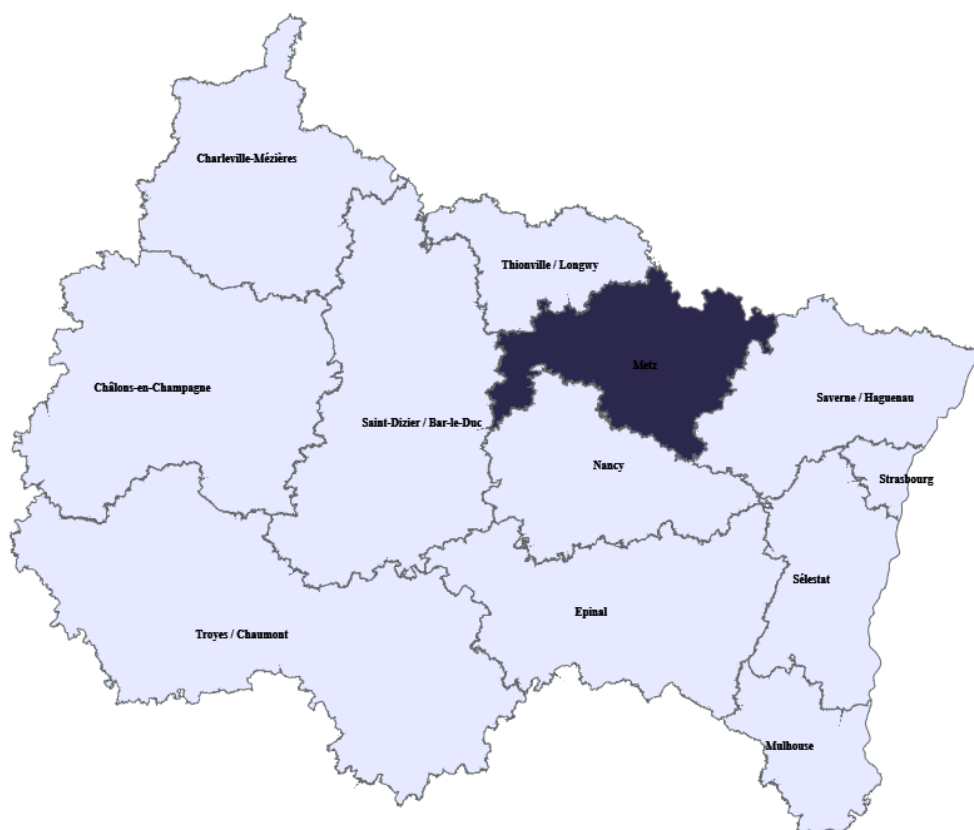 Charleville-Mézières
Thionville / Longwy
Metz
Châlons-en-Champagne
Saverne / Haguenau
Saint-Dizier / Bar-le-Duc
Nancy
Strasbourg
Sélestat
Epinal
Troyes / Chaumont
Mulhouse